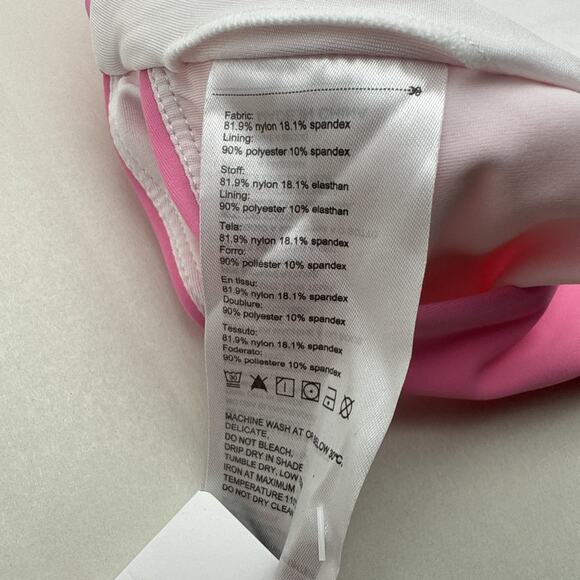 Fabric:
81.9% nylon 18.1% spandex
Lining:
90% polyester 10% spandex
Stoff:
81.9% nylon 18.1% elasthan
Lining:
90% polyester 10% elasthan
Tela:
81.9% nylon 18.1% spandex
Forro:
90% poliéster 10% spandex
En tissu:
81.9% nylon 18.1% spandex
Doublure:
90% polyester 10% spandex
Tessuto:
81.9% nylon 18.1% spandex
Foderato:
90% poliestere 10% spandex
30
MACHINE WASH AT OR BELOW 30°C,
DELICATE.
DO NOT BLEACH.
DRIP DRY IN SHADE
TUMBLE DRY, LOW
IRON AT MAXIMUM
TEMPERATURE
DO NOT DRY CLEAN